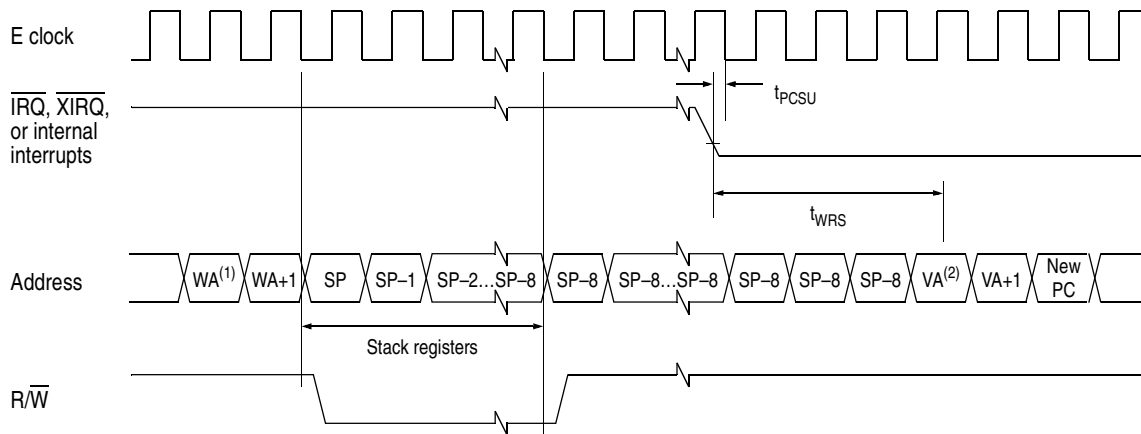 E clock
IRQ, XIRQ,
or internal
interrupts
tPCSU
tWRS
Address
WA(1) WA+1 SP SP–1 SP–2...SP–8 SP–8 SP–8...SP–8 SP–8 SP–8 SP–8 VA(2) VA+1 New
PC
Stack registers
R/W